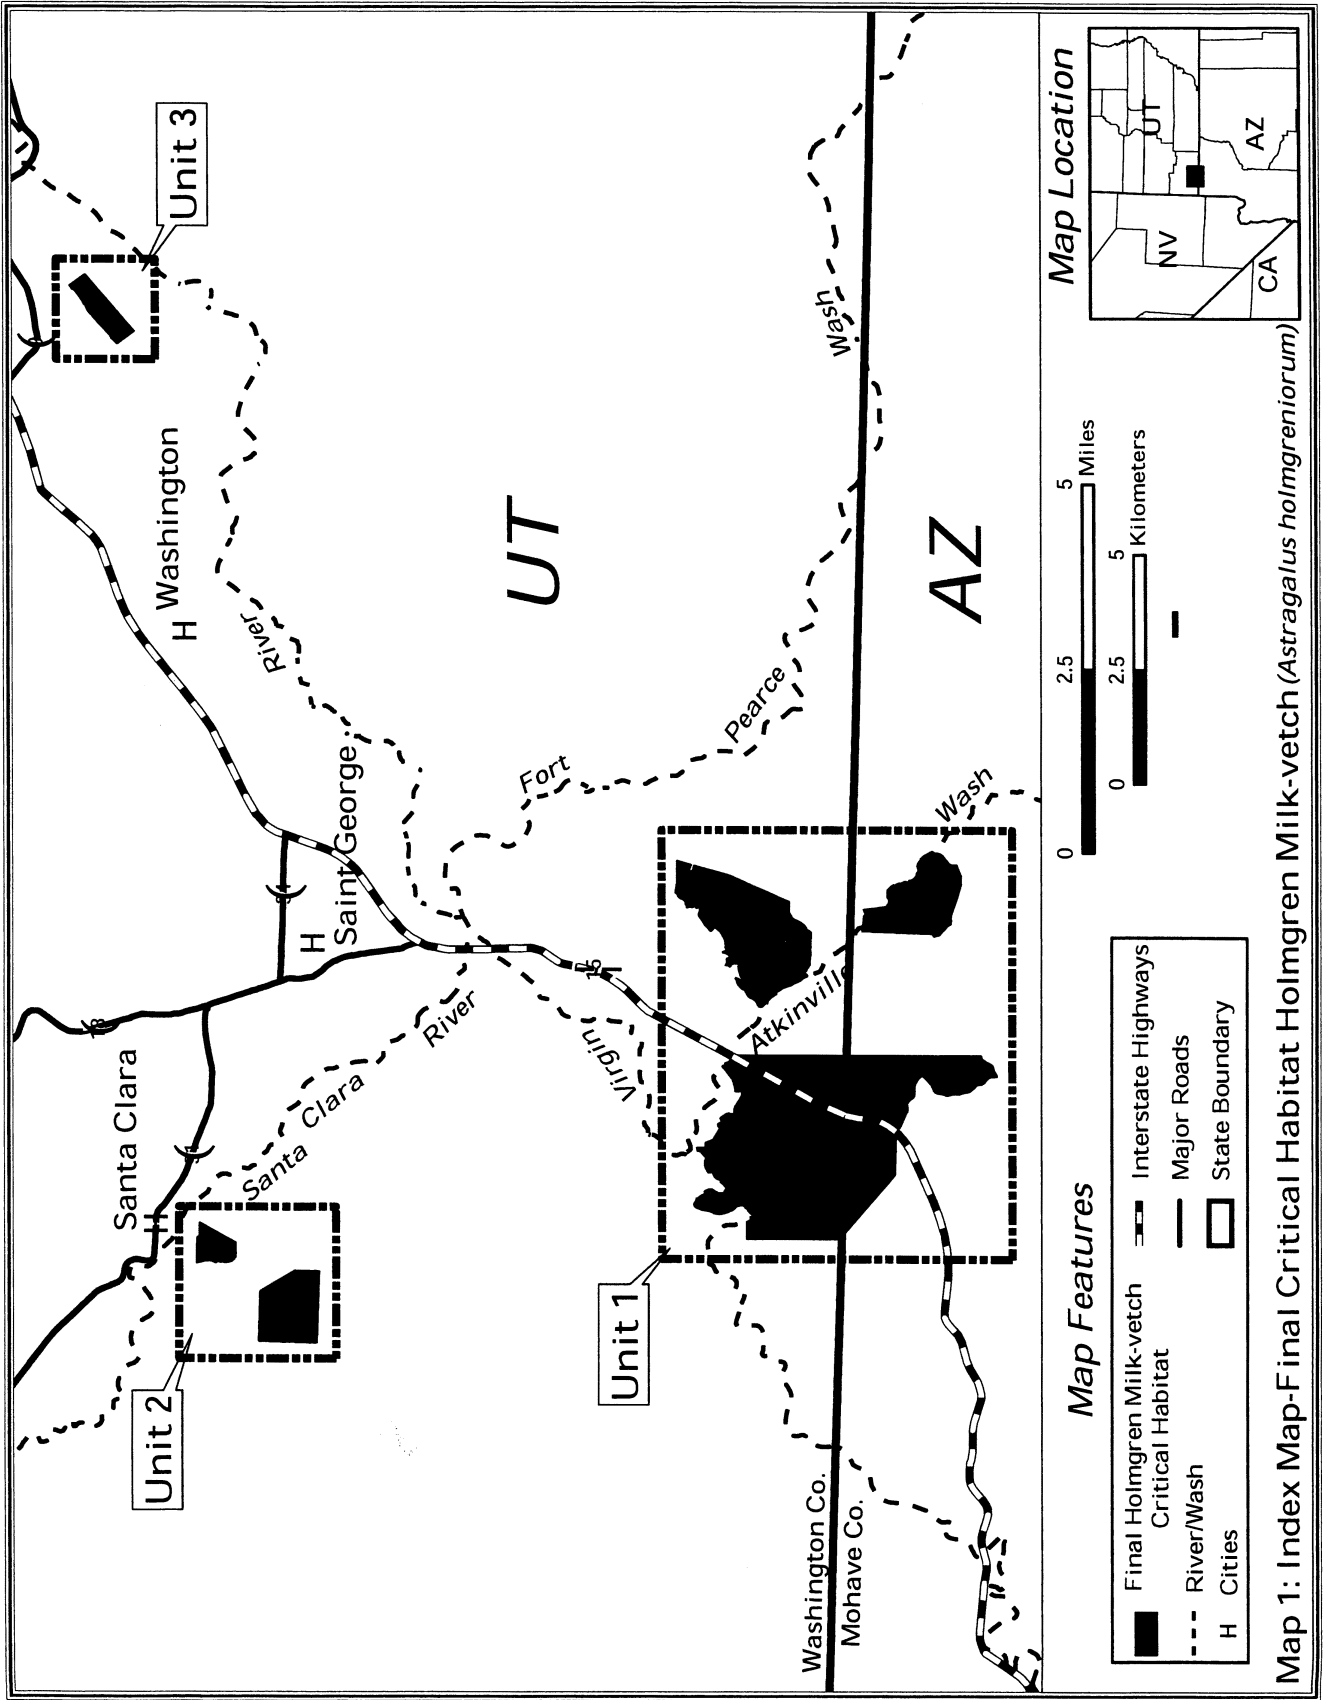 Unit 3
Washington
H
River
Saint George
H
18
Santa Clara
H
River
Clara
Santa
Unit 2
UT
Fort
Pearce
Wash
15
Virgin
Atkinville
Wash
AZ
Unit 1
Washington Co.
Mohave Co.
Map Location
UT
NV
AZ
CA
0 2.5 5
Miles
0 2.5 5
Kilometers
Map Features
Final Holmgren Milk-vetch
Critical Habitat
River/Wash
H Cities
Interstate Highways
Major Roads
State Boundary
Map 1: Index Map-Final Critical Habitat Holmgren Milk-vetch (Astragalus holmgreniorum)